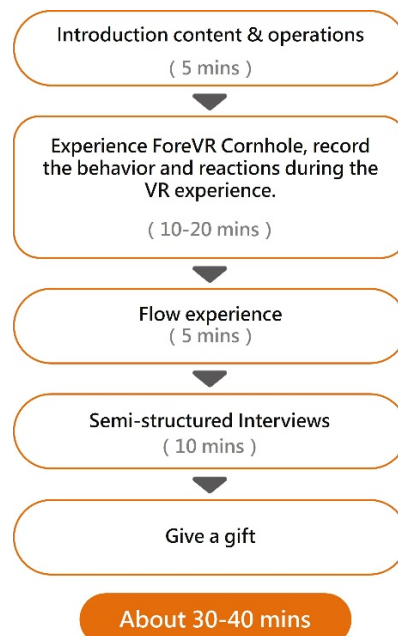 Introduction content & operations
( 5 mins )
Experience ForeVR Cornhole, record
the behavior and reactions during the
VR experience.
( 10-20 mins )
Flow experience
( 5 mins )
Semi-structured Interviews
( 10 mins )
Give a gift
About 30-40 mins